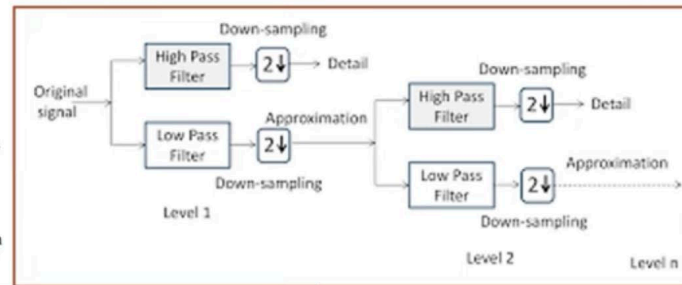 Down-sampling
High Pass
Filter
2↓
Detail
Original
signal
Approximation
Low Pass
Filter
2↓
Down-sampling
Level 1
Down-sampling
High Pass
Filter
2↓
Detail
Approximation
Low Pass
Filter
2↓
Down-sampling
Level 2
Level n